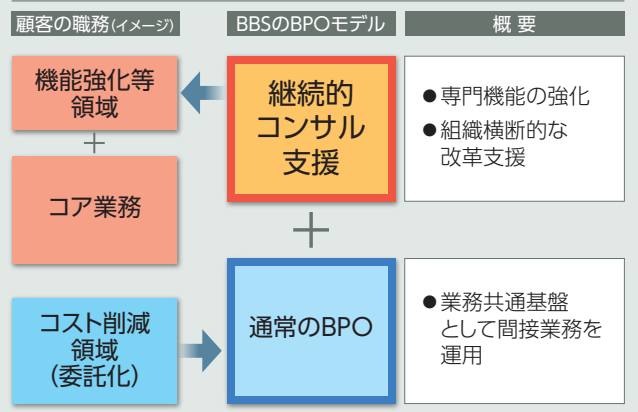 顧客の職務(イメージ)
BBSのBPOモデル
概 要
機能強化等
領域
＋
コア業務
継続的
コンサル
支援
●専門機能の強化
●組織横断的な
改革支援
＋
コスト削減
領域
(委託化)
通常のBPO
●業務共通基盤
として間接業務を
運用